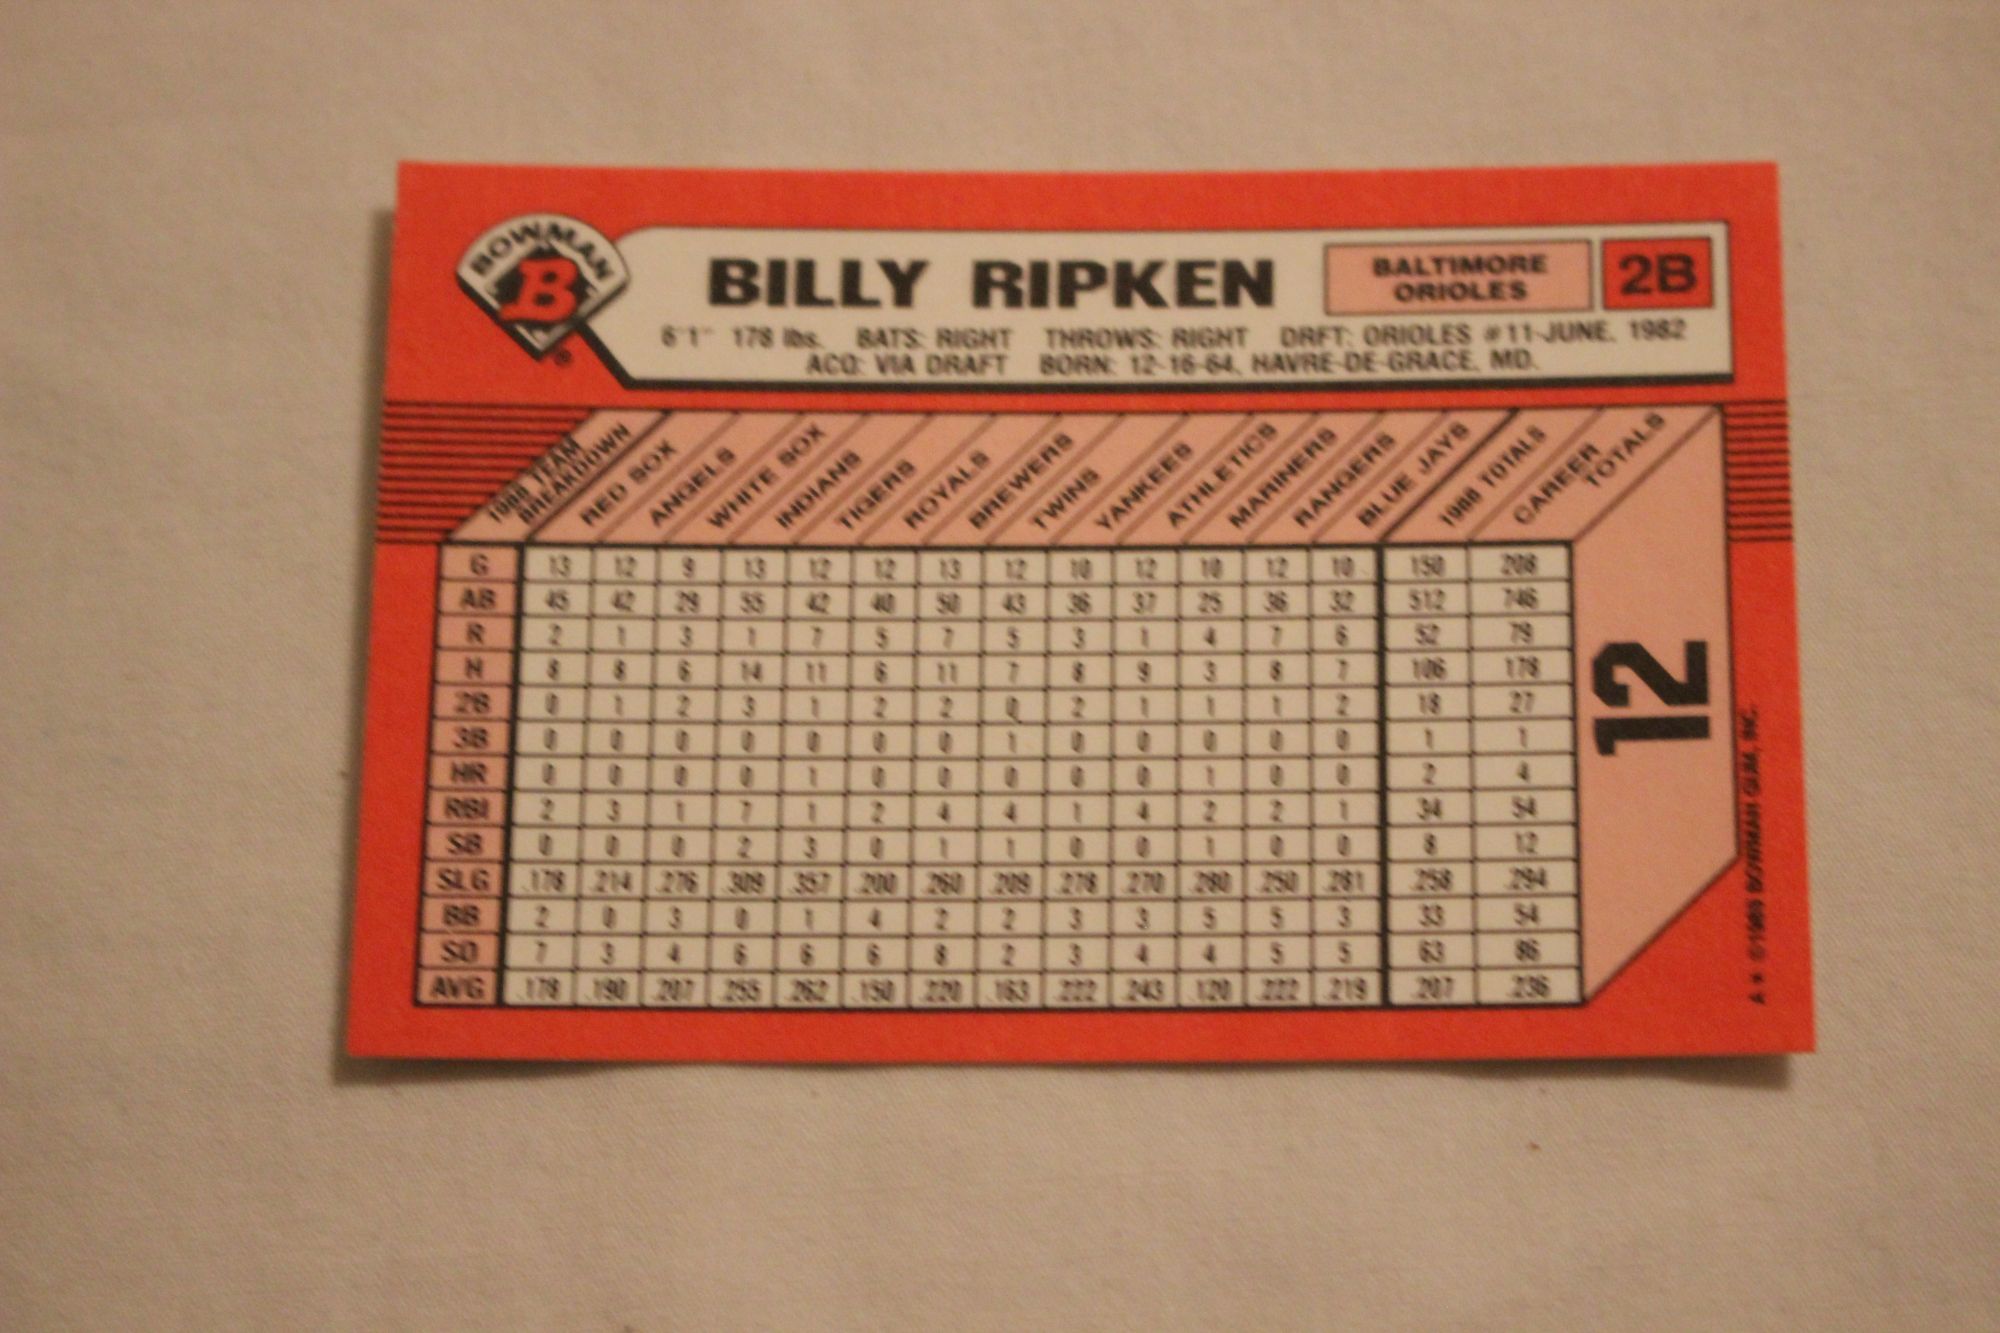 BOWMAN
B
®
BILLY RIPKEN
BALTIMORE
ORIOLES
2B
6'1" 178 lbs. BATS: RIGHT THROWS: RIGHT DRFT: ORIOLES #11-JUNE, 1982
ACQ: VIA DRAFT BORN: 12-16-64, HAVRE-DE-GRACE, MD.
1988 TEAM
BREAKDOWN
RED SOX
ANGELS
WHITE SOX
INDIANS
TIGERS
ROYALS
BREWERS
TWINS
YANKEES
ATHLETICS
MARINERS
RANGERS
BLUE JAYS
1988 TOTALS
CAREER
TOTALS
G 13 12 9 13 12 12 13 12 10 12 10 12 10 150 208
AB 45 42 29 55 42 40 50 43 36 37 25 36 32 512 746
R 2 1 3 1 7 5 7 5 3 1 4 7 6 52 79
H 8 8 6 14 11 6 11 7 8 9 3 8 7 106 178
2B 0 1 2 3 1 2 2 0 2 1 1 1 2 18 27
3B 0 0 0 0 0 0 0 1 0 0 0 0 0 1 1
HR 0 0 0 0 1 0 0 0 0 0 1 0 0 2 4
RBI 2 3 1 7 1 2 4 4 1 4 2 2 1 34 54
SB 0 0 0 2 3 0 1 1 0 0 1 0 0 8 12
SLG .178 .214 .276 .309 .357 .200 .260 .209 .278 .270 .280 .250 .281 .258 .294
BB 2 0 3 0 1 4 2 2 3 3 5 5 3 33 54
SO 7 3 4 6 6 6 8 2 3 4 4 5 5 63 86
AVG .178 .190 .207 .255 .262 .150 .220 .163 .222 .243 .120 .222 .219 .207 .236
12
A * ©1989 BOWMAN GUM, INC.